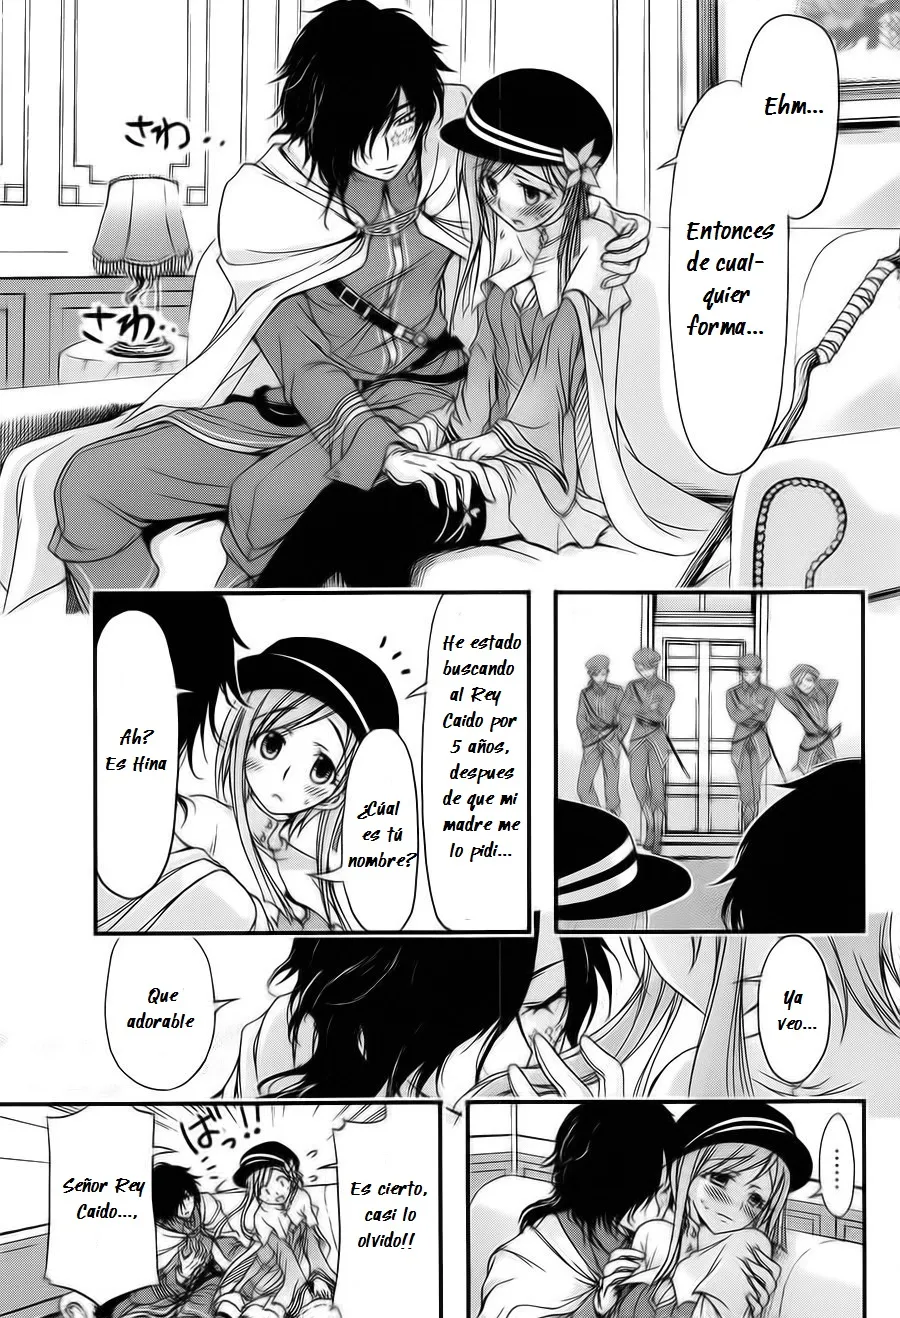 Ehm...
Entonces
de cual-
quier
forma...
さわ..
さわ..
He estado
buscando
al Rey
Caido por
5 años,
despues
de que mi
madre me
lo pidi...
¿Cúal
es tú
nombre?
Ah?
Es Hina
Ya
veo...
Que
adorable
........
Es cierto,
casi lo
olvido!!
ばっ!!
Señor Rey
Caido...,